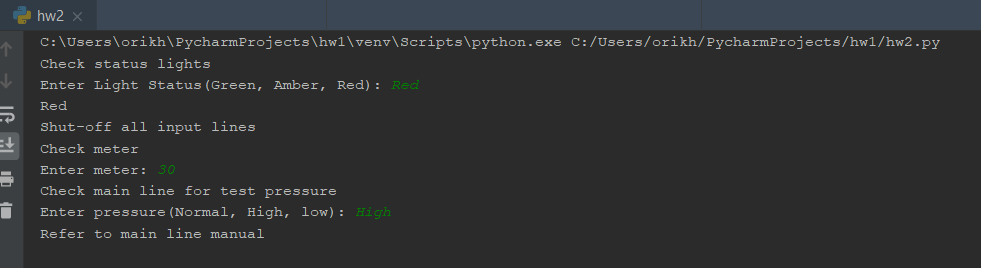 hw2
C:\Users\orikh\PycharmProjects\hw1\venv\Scripts\python.exe C:/Users/orikh/PycharmProjects/hw1/hw2.py
Check status lights
Enter Light Status(Green, Amber, Red): Red
Red
Shut-off all input lines
Check meter
Enter meter: 30
Check main line for test pressure
Enter pressure(Normal, High, low): High
Refer to main line manual